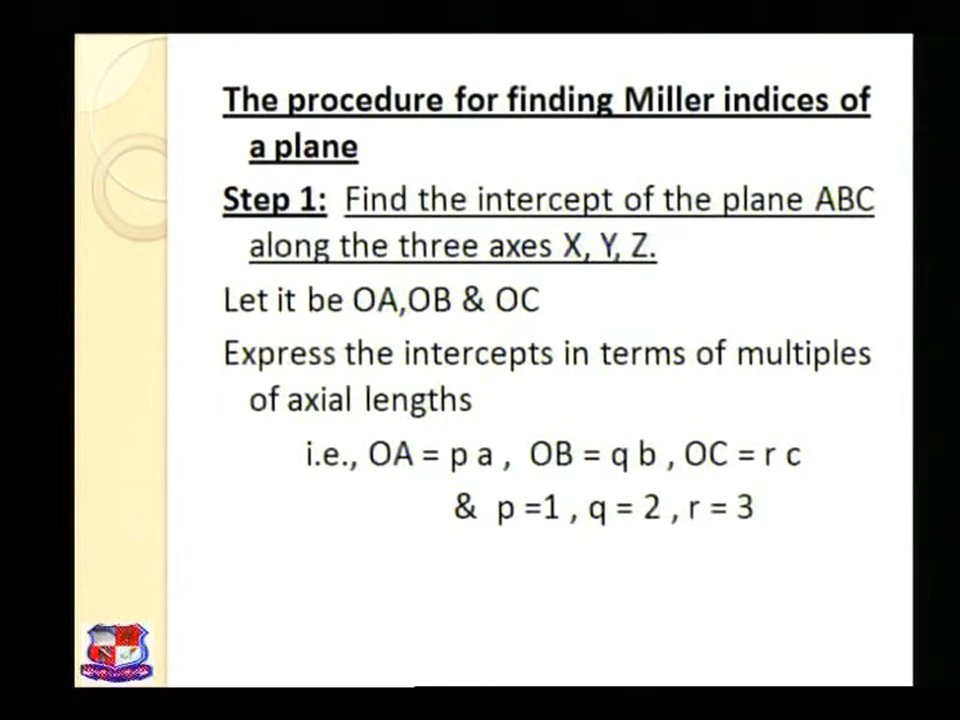 The procedure for finding Miller indices of
a plane
Step 1: Find the intercept of the plane ABC
along the three axes X, Y, Z.
Let it be OA,OB & OC
Express the intercepts in terms of multiples
of axial lengths
i.e., OA = p a , OB = q b , OC = r c
& p =1 , q = 2 , r = 3